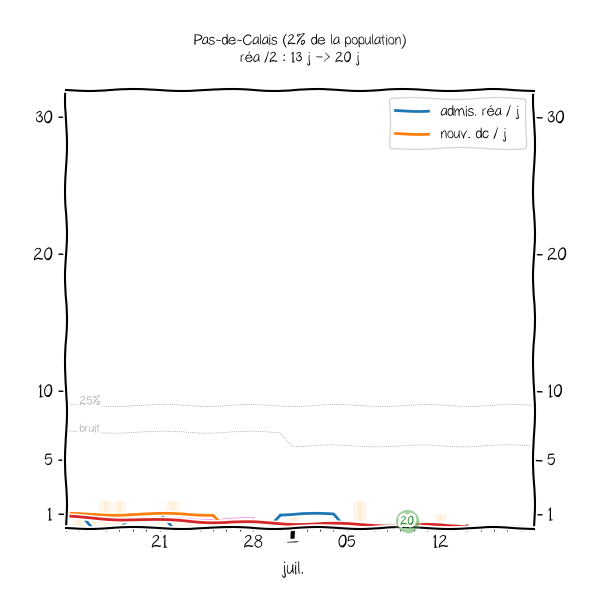 Pas-de-Calais (2% de la population)
réa /2 : 13 j -> 20 j
admis. réa / j
nouv. dc / j
30
30
20
20
10
10
25%
bruit
5
5
1
1
20
21
28
05
12
juil.